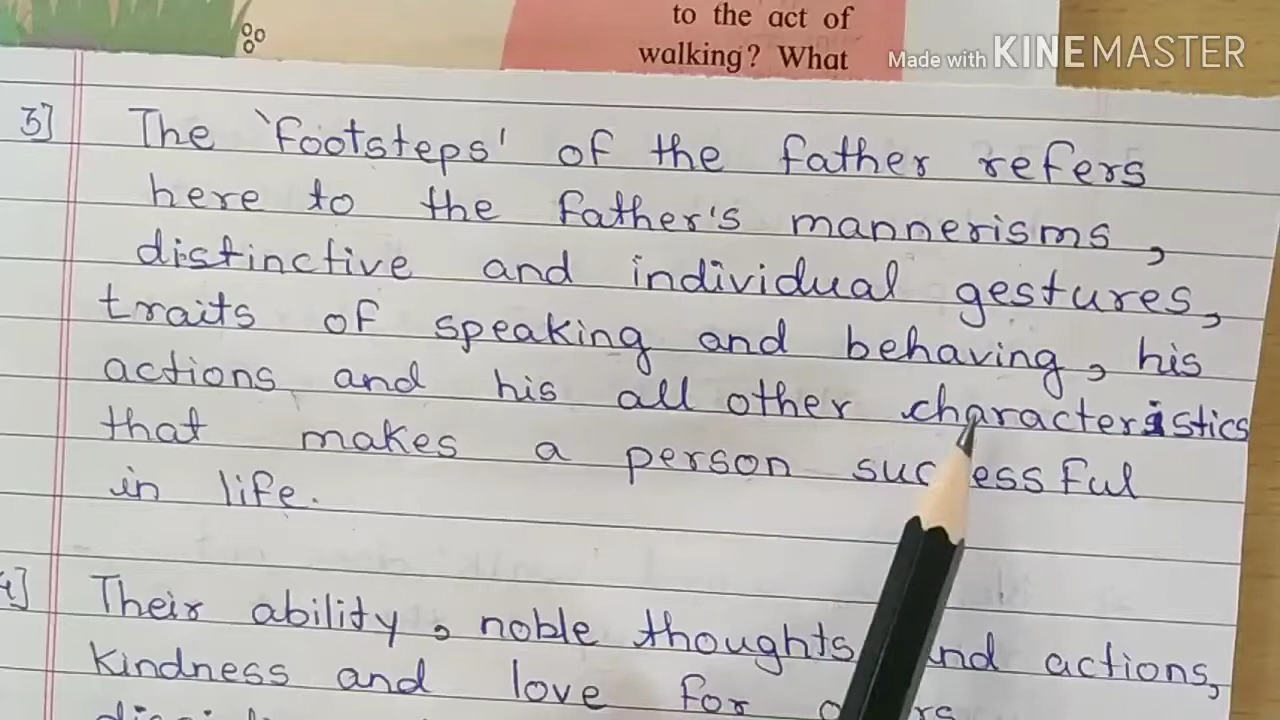 to the act of
walking? What
Made with KINEMASTER
3] The 'footsteps' of the father refers
here to the father's mannerisms,
distinctive and individual gestures,
traits of speaking and behaving, his
actions and his all other characteristics
that makes a person successful
in life.
4] Their ability, noble thoughts and actions,
kindness and love for